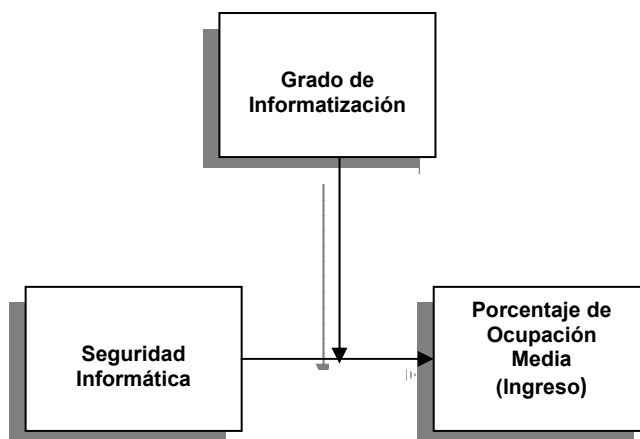 Grado de
Informatización
Seguridad
Informática
Porcentaje de
Ocupación
Media
(Ingreso)